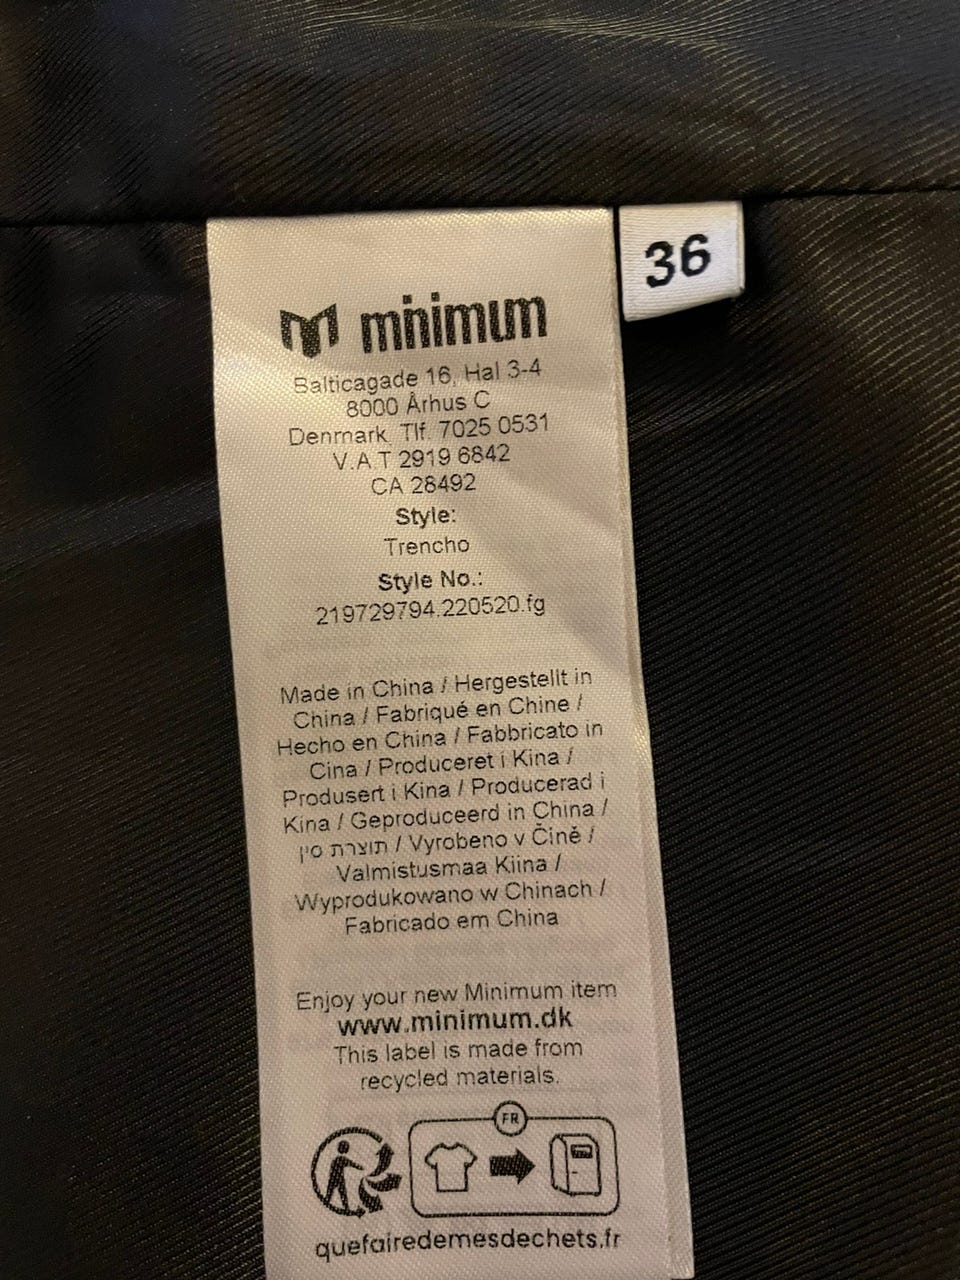 36
minimum
Balticagade 16, Hal 3-4
8000 Århus C
Denmark Tlf. 7025 0531
V.A.T 2919 6842
CA 28492
Style:
Trencho
Style No.:
219729794.220520.fg
Made in China / Hergestellt in
China / Fabriqué en Chine /
Hecho en China / Fabbricato in
Cina / Produceret i Kina /
Produsert i Kina / Producerad i
Kina / Geproduceerd in China /
תוצרת סין / Vyrobeno v Čině /
Valmistusmaa Kiina /
Wyprodukowano w Chinach /
Fabricado em China
Enjoy your new Minimum item
www.minimum.dk
This label is made from
recycled materials.
FR
quefairedemesdechets.fr